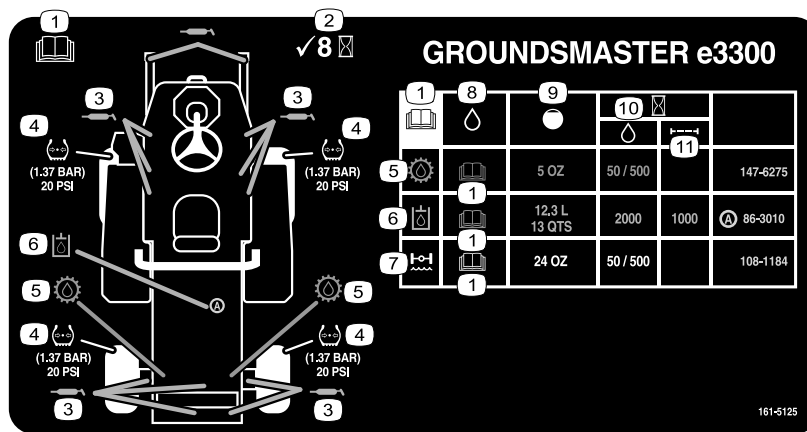 1
2
✓8
GROUNDSMASTER e3300
3
3
4
4
(1.37 BAR)
20 PSI
(1.37 BAR)
20 PSI
6
5
5
A
4
4
(1.37 BAR)
20 PSI
(1.37 BAR)
20 PSI
3
3
1
8
9
10
11
5
1
5 OZ
50 / 500
147-6275
6
1
12.3 L
13 QTS
2000
1000
A 86-3010
7
1
24 OZ
50 / 500
108-1184
161-5125